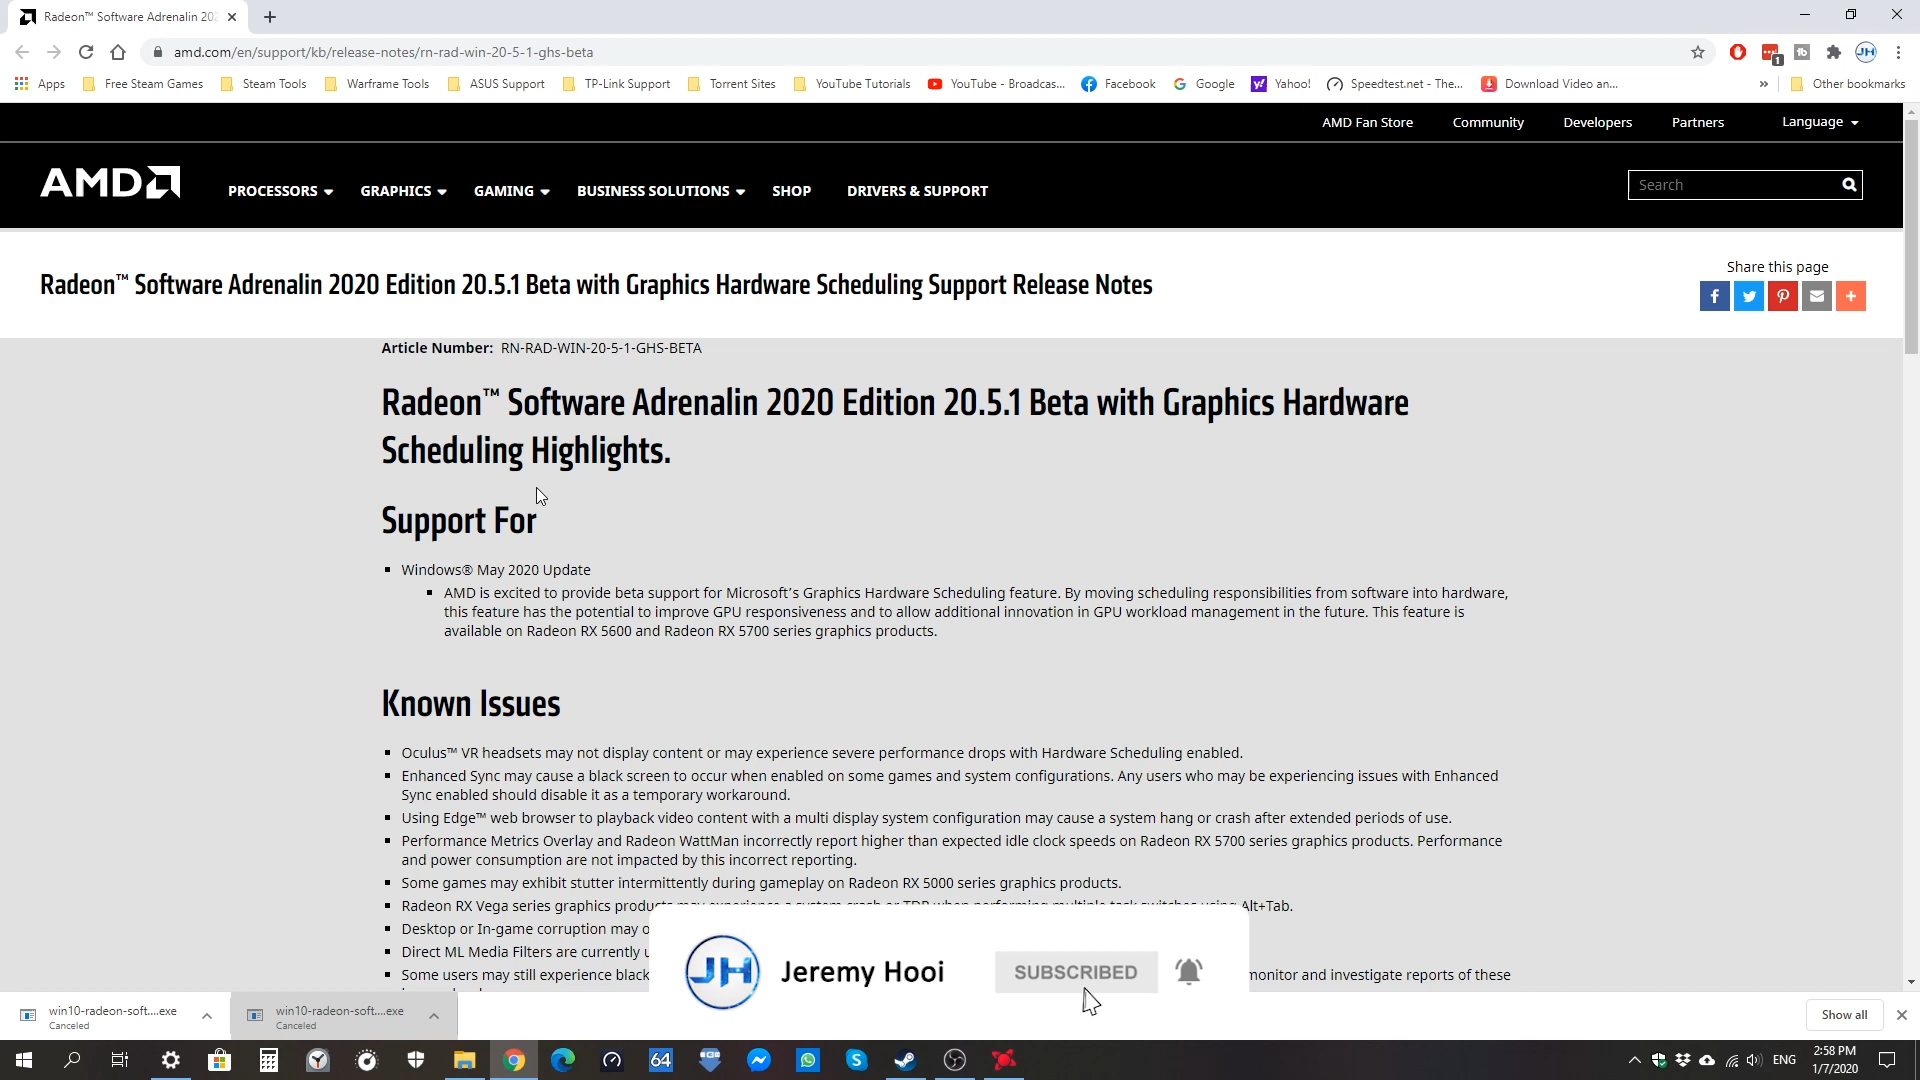 Radeon™ Software Adrenalin 202
amd.com/en/support/kb/release-notes/rn-rad-win-20-5-1-ghs-beta
JH
1
Apps
Free Steam Games
Steam Tools
Warframe Tools
ASUS Support
TP-Link Support
Torrent Sites
YouTube Tutorials
YouTube - Broadcas...
Facebook
Google
Yahoo!
Speedtest.net - The...
Download Video an...
»
Other bookmarks
AMD Fan Store
Community
Developers
Partners
Language
AMD
PROCESSORS
GRAPHICS
GAMING
BUSINESS SOLUTIONS
SHOP
DRIVERS & SUPPORT
Search
Radeon™ Software Adrenalin 2020 Edition 20.5.1 Beta with Graphics Hardware Scheduling Support Release Notes
Share this page
Article Number: RN-RAD-WIN-20-5-1-GHS-BETA
Radeon™ Software Adrenalin 2020 Edition 20.5.1 Beta with Graphics Hardware
Scheduling Highlights.
Support For
Windows® May 2020 Update
AMD is excited to provide beta support for Microsoft's Graphics Hardware Scheduling feature. By moving scheduling responsibilities from software into hardware,
this feature has the potential to improve GPU responsiveness and to allow additional innovation in GPU workload management in the future. This feature is
available on Radeon RX 5600 and Radeon RX 5700 series graphics products.
Known Issues
Oculus™ VR headsets may not display content or may experience severe performance drops with Hardware Scheduling enabled.
Enhanced Sync may cause a black screen to occur when enabled on some games and system configurations. Any users who may be experiencing issues with Enhanced
Sync enabled should disable it as a temporary workaround.
Using Edge™ web browser to playback video content with a multi display system configuration may cause a system hang or crash after extended periods of use.
Performance Metrics Overlay and Radeon WattMan incorrectly report higher than expected idle clock speeds on Radeon RX 5700 series graphics products. Performance
and power consumption are not impacted by this incorrect reporting.
Some games may exhibit stutter intermittently during gameplay on Radeon RX 5000 series graphics products.
Radeon RX Vega series graphics products may experience a system crash or TDR when performing multiple task switches using Alt+Tab.
Desktop or In-game corruption may
Direct ML Media Filters are currently
Some users may still experience black
monitor and investigate reports of these
JH
Jeremy Hooi
SUBSCRIBED
win10-radeon-soft....exe
Canceled
win10-radeon-soft....exe
Canceled
Show all
64
ENG
2:58 PM
1/7/2020